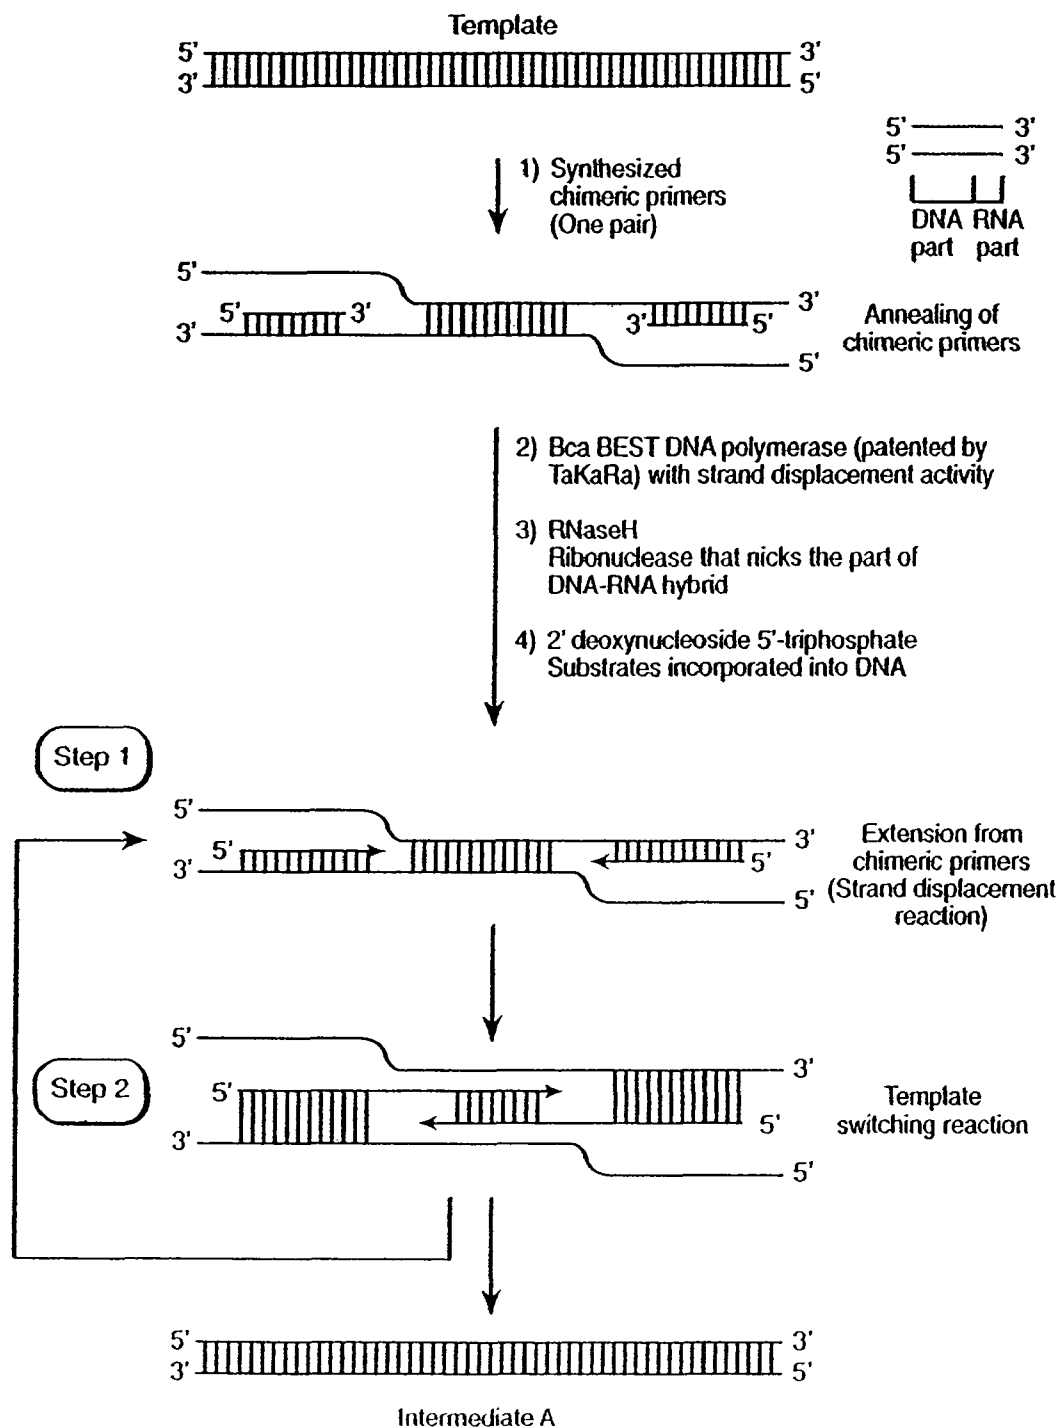 Template
5' 3'
3' 5'
5' 3'
5' 3'
DNA RNA
part part
1) Synthesized
chimeric primers
(One pair)
5'
3'
5' 3'
3' 5'
3'
5'
Annealing of
chimeric primers
2) Bca BEST DNA polymerase (patented by
TaKaRa) with strand displacement activity
3) RNaseH
Ribonuclease that nicks the part of
DNA-RNA hybrid
4) 2' deoxynucleoside 5'-triphosphate
Substrates incorporated into DNA
Step 1
5'
3'
5'
5'
3'
3'
5'
Extension from
chimeric primers
(Strand displacement
reaction)
Step 2
5'
3'
5'
5'
3'
3'
5'
Template
switching reaction
5' 3'
3' 5'
Intermediate A